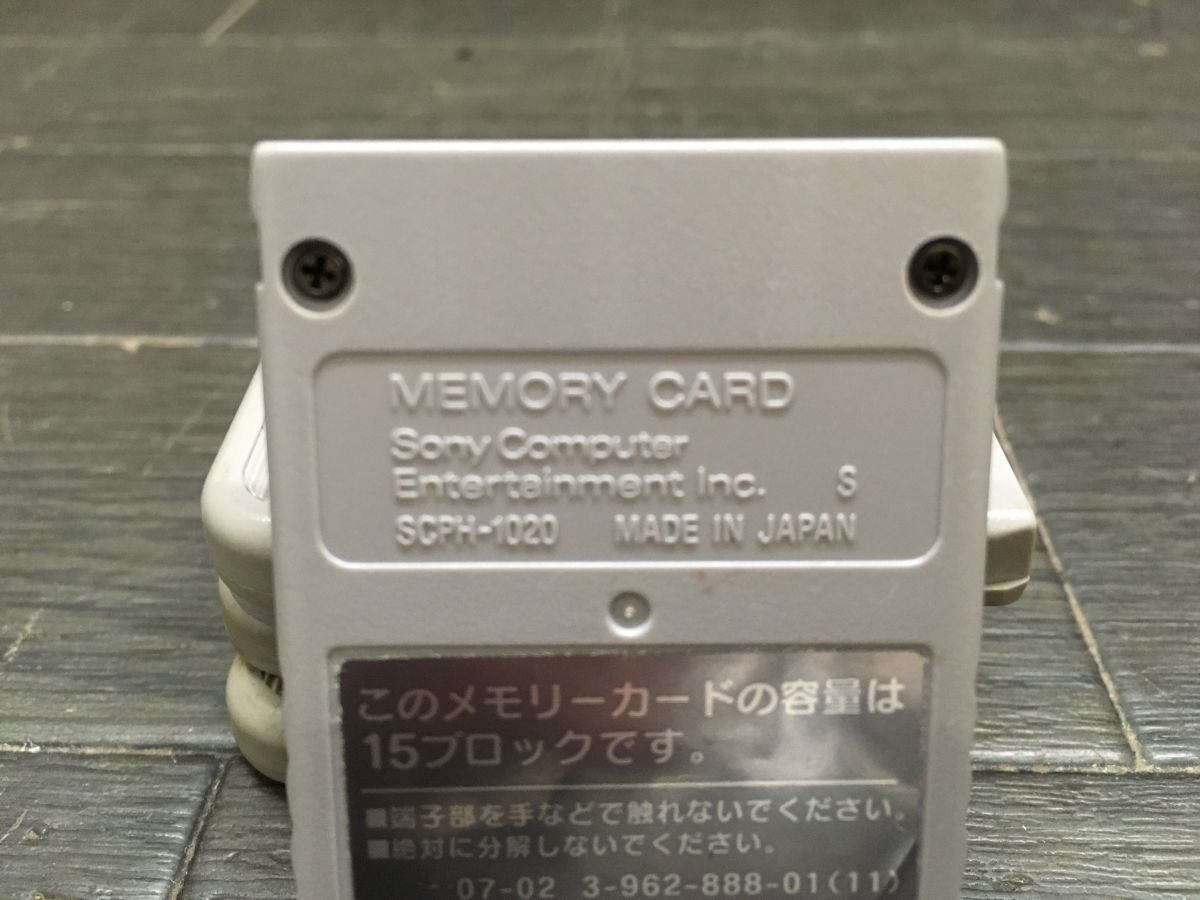 MEMORY CARD
Sony Computer
Entertainment Inc. S
SCPH-1020 MADE IN JAPAN
このメモリーカードの容量は
15ブロックです。
■端子部を手などで触れないでください。
■絶対に分解しないでください。
- 07-02 3-962-888-01(11)